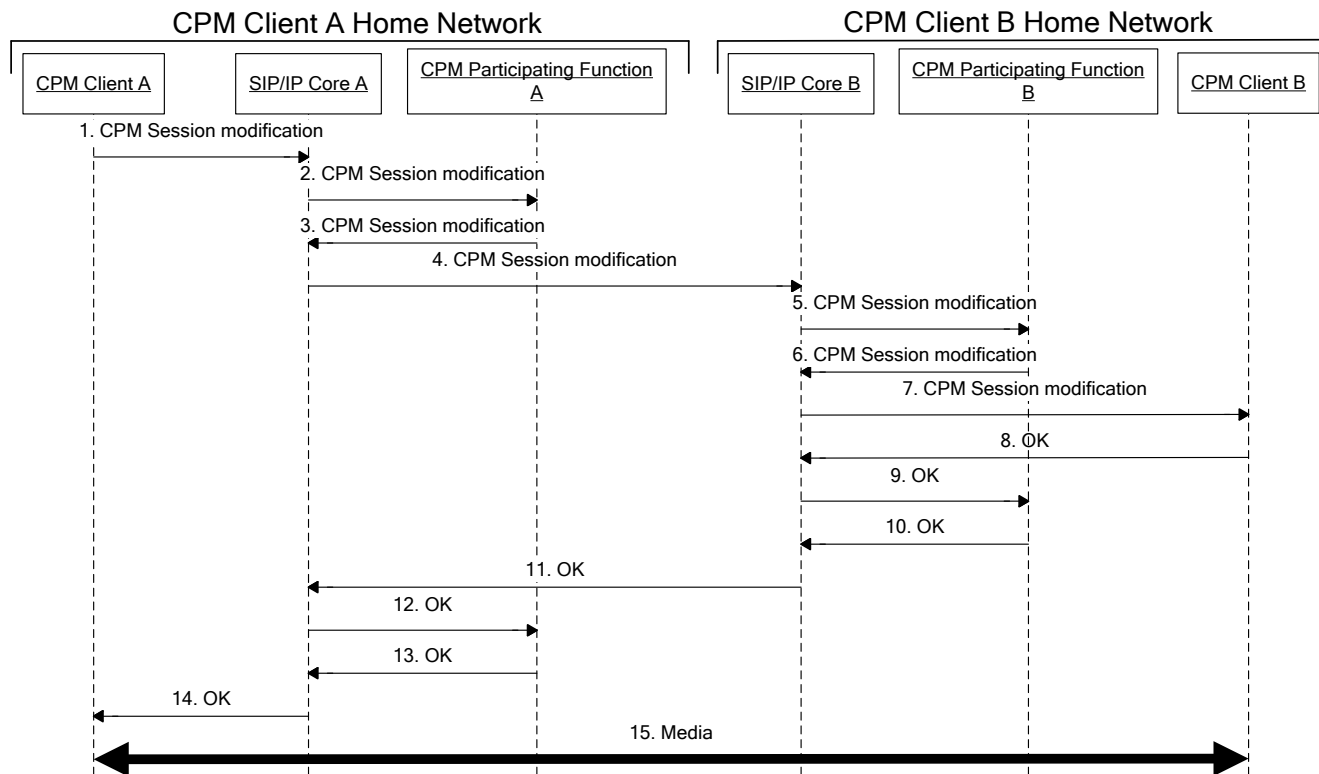 CPM Client A Home Network
CPM Client B Home Network
CPM Client A
SIP/IP Core A
CPM Participating Function
A
SIP/IP Core B
CPM Participating Function
B
CPM Client B
1. CPM Session modification
2. CPM Session modification
3. CPM Session modification
4. CPM Session modification
5. CPM Session modification
6. CPM Session modification
7. CPM Session modification
8. OK
9. OK
10. OK
11. OK
12. OK
13. OK
14. OK
15. Media